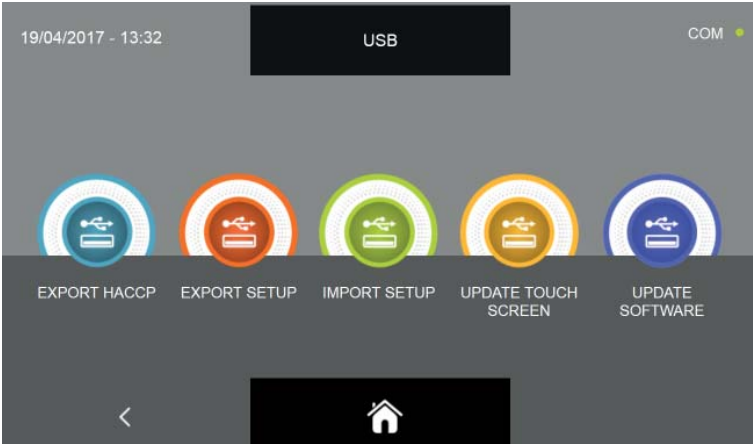 19/04/2017 - 13:32
USB
COM
EXPORT HACCP
EXPORT SETUP
IMPORT SETUP
UPDATE TOUCH
SCREEN
UPDATE
SOFTWARE